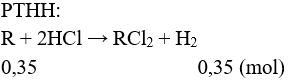 PTHH:
R + 2HCl → RCl₂ + H₂
0,35 0,35 (mol)